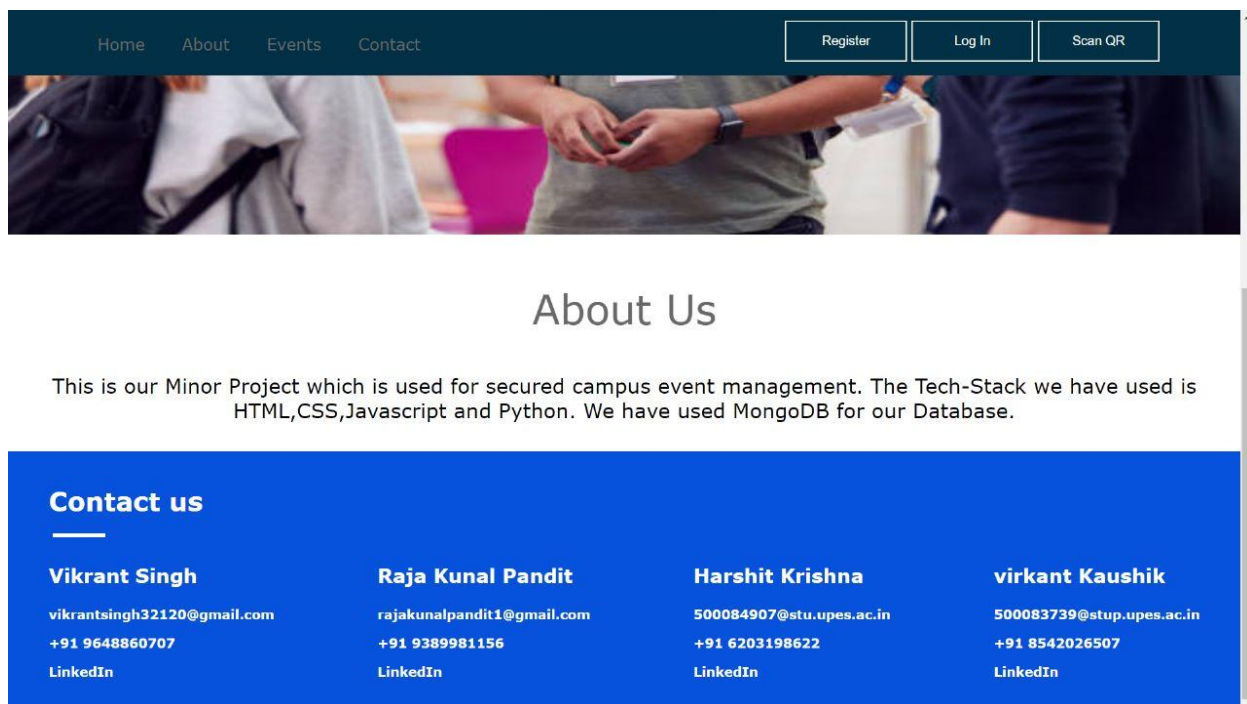 Home About Events Contact Register Log In Scan QR
About Us
This is our Minor Project which is used for secured campus event management. The Tech-Stack we have used is
HTML,CSS,Javascript and Python. We have used MongoDB for our Database.
Contact us
Vikrant Singh
vikrantsingh32120@gmail.com
+91 9648860707
LinkedIn
Raja Kunal Pandit
rajakunalpandit1@gmail.com
+91 9389981156
LinkedIn
Harshit Krishna
500084907@stu.upes.ac.in
+91 6203198622
LinkedIn
virkant Kaushik
500083739@stup.upes.ac.in
+91 8542026507
LinkedIn